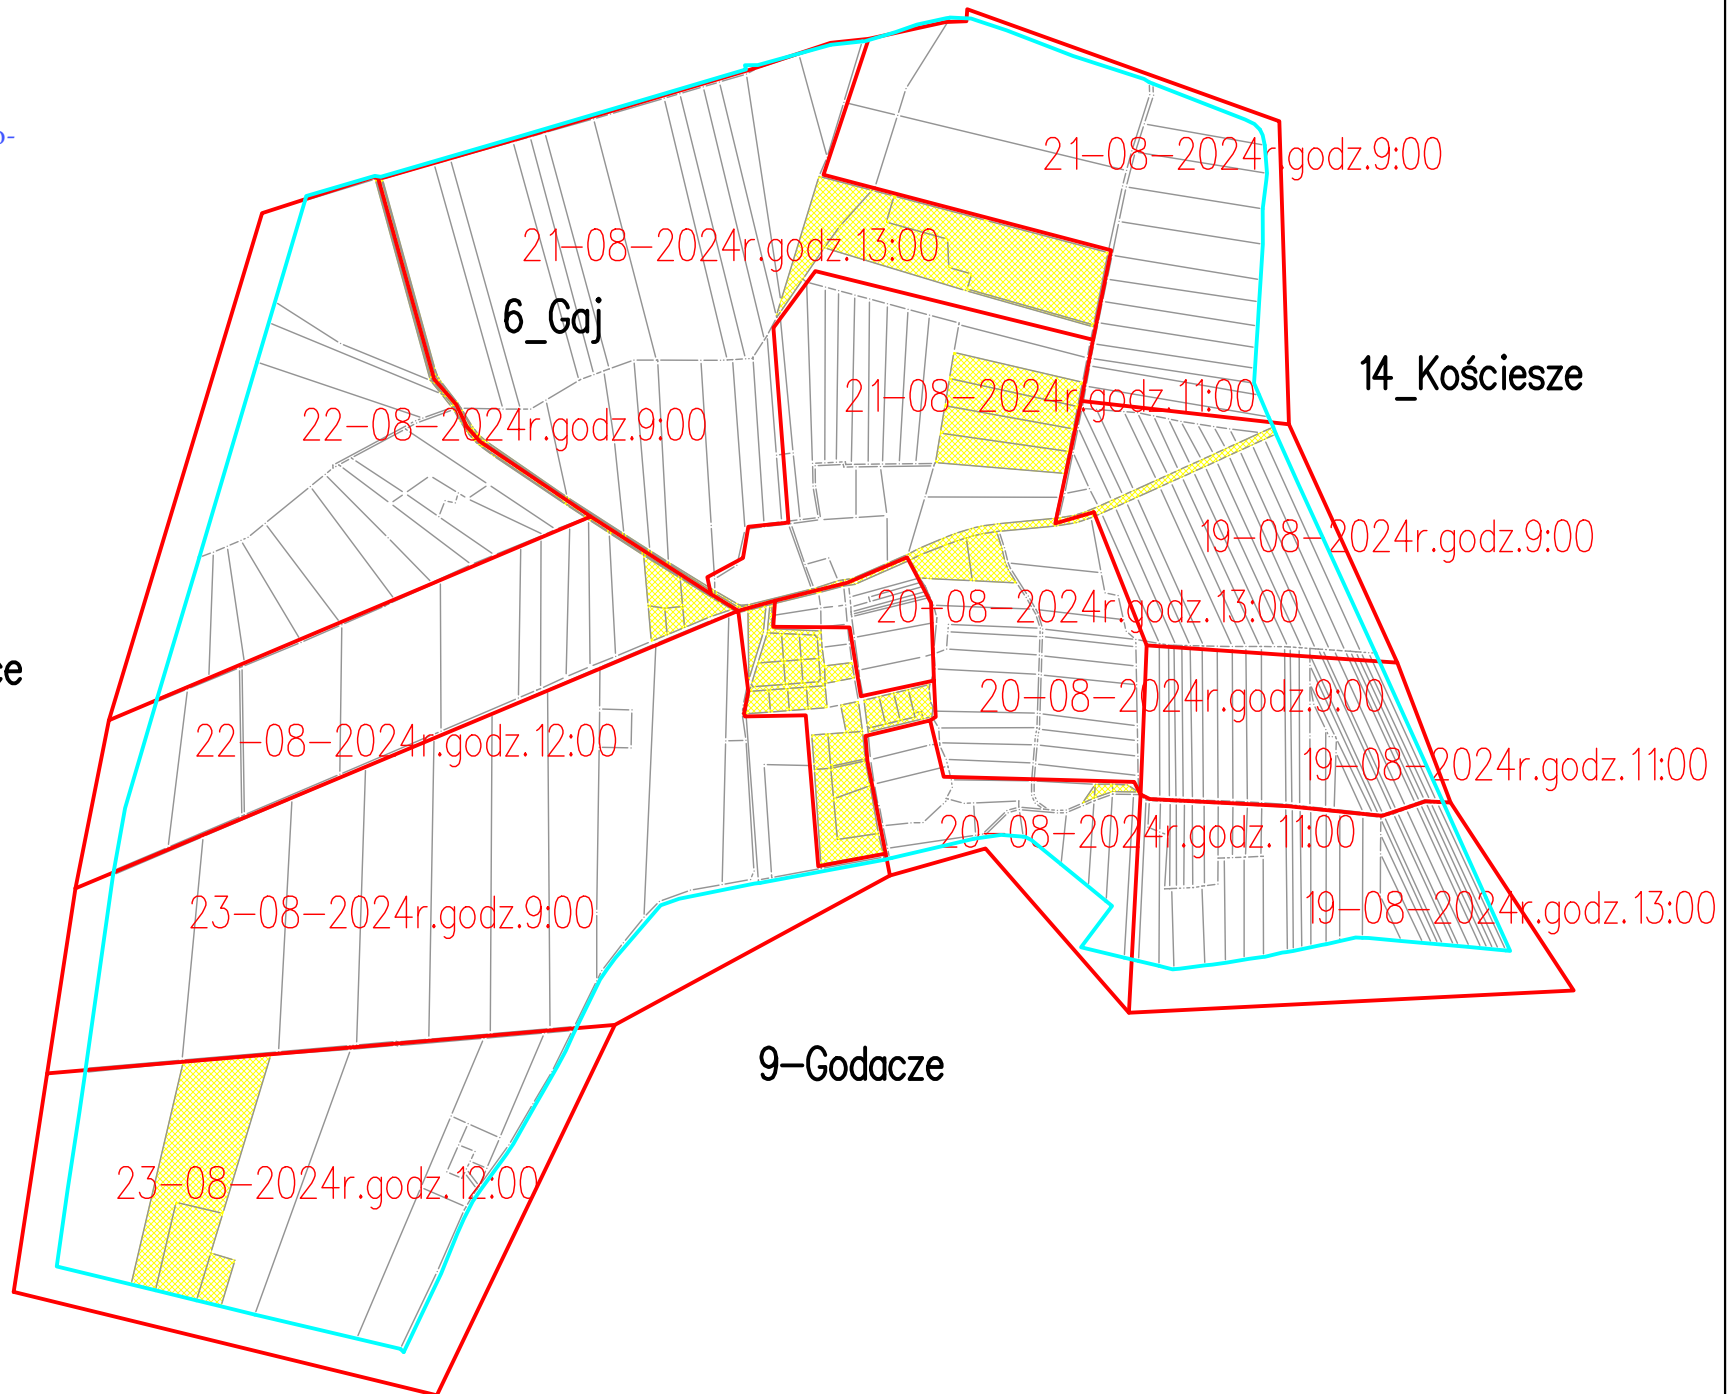 o-
21-08-2024r.godz.9:00
21-08-2024r.godz.13:00
6_Gaj
14_Kościesze
21-08-2024r.godz.11:00
22-08-2024r.godz.9:00
19-08-2024r.godz.9:00
20-08-2024r.godz.13:00
ce
20-08-2024r.godz.9:00
22-08-2024r.godz.12:00
19-08-2024r.godz.11:00
20-08-2024r.godz.11:00
23-08-2024r.godz.9:00
19-08-2024r.godz.13:00
9-Godacze
23-08-2024r.godz.12:00